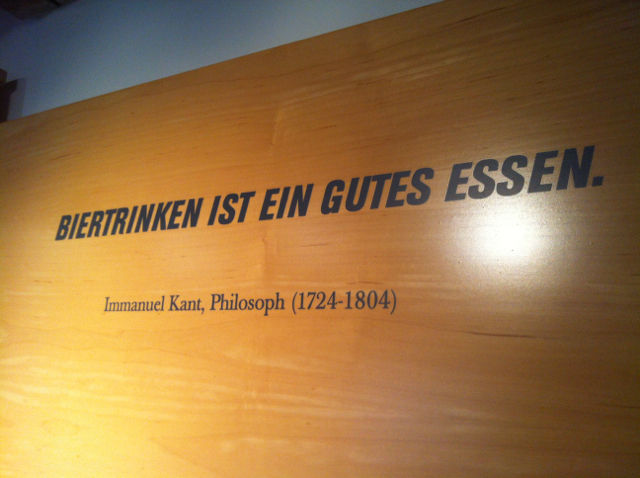 BIERTRINKEN IST EIN GUTES ESSEN.
Immanuel Kant, Philosoph (1724-1804)